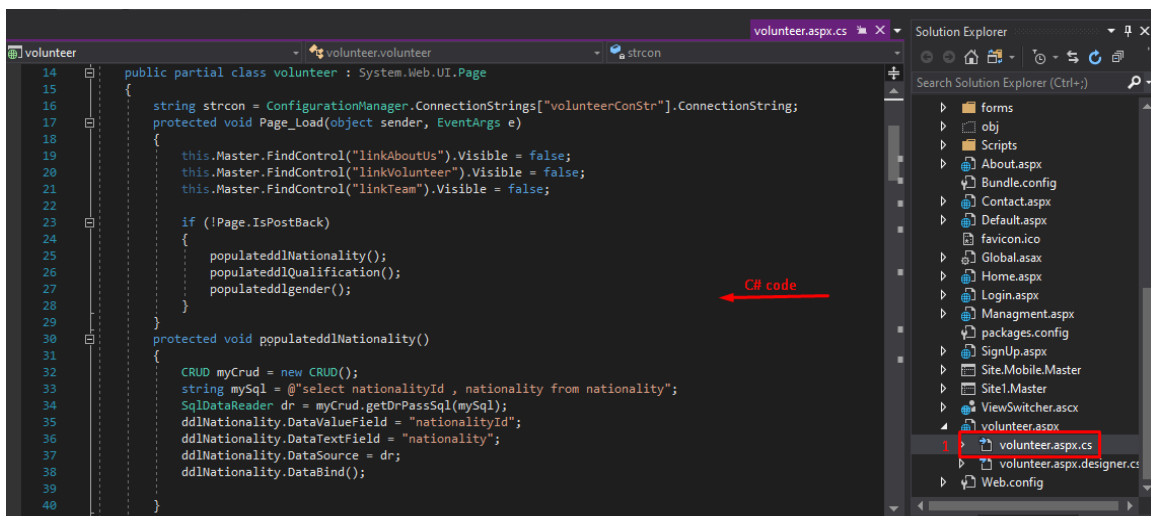 volunteer.aspx.cs
volunteer
volunteer.volunteer
strcon
14 public partial class volunteer : System.Web.UI.Page
15 {
16 string strcon = ConfigurationManager.ConnectionStrings["volunteerConStr"].ConnectionString;
17 protected void Page_Load(object sender, EventArgs e)
18 {
19 this.Master.FindControl("linkAboutUs").Visible = false;
20 this.Master.FindControl("linkVolunteer").Visible = false;
21 this.Master.FindControl("linkTeam").Visible = false;
22
23 if (!Page.IsPostBack)
24 {
25 populateddlNationality();
26 populateddlQualification();
27 populateddlgender();
28 }
29 }
30 protected void populateddlNationality()
31 {
32 CRUD myCrud = new CRUD();
33 string mySql = @"select nationalityId , nationality from nationality";
34 SqlDataReader dr = myCrud.getDrPassSql(mySql);
35 ddlNationality.DataValueField = "nationalityId";
36 ddlNationality.DataTextField = "nationality";
37 ddlNationality.DataSource = dr;
38 ddlNationality.DataBind();
39
40 }
C# code
Solution Explorer
Search Solution Explorer (Ctrl+;)
forms
obj
Scripts
About.aspx
Bundle.config
Contact.aspx
Default.aspx
favicon.ico
Global.asax
Home.aspx
Login.aspx
Managment.aspx
packages.config
SignUp.aspx
Site.Mobile.Master
Site1.Master
ViewSwitcher.ascx
volunteer.aspx
1 volunteer.aspx.cs
volunteer.aspx.designer.cs
Web.config